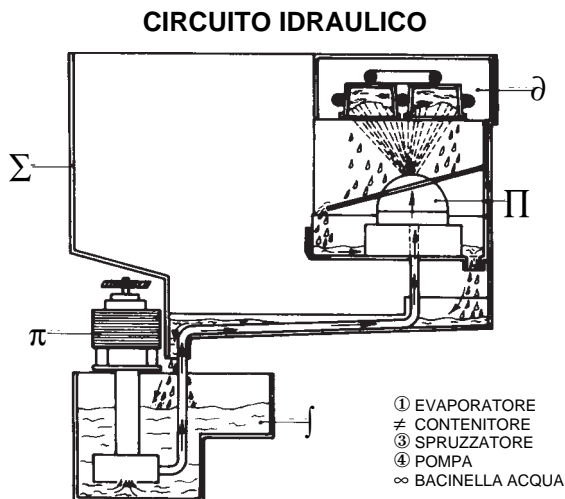 CIRCUITO IDRAULICO
∂
Σ
Π
π
∫
① EVAPORATORE
≠ CONTENITORE
③ SPRUZZATORE
④ POMPA
∞ BACINELLA ACQUA